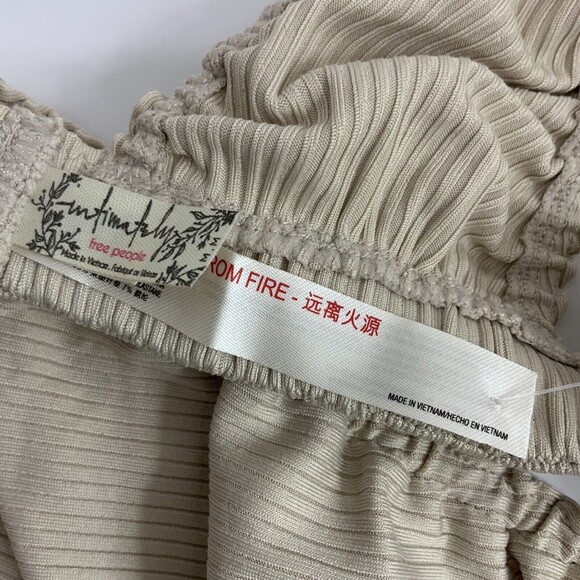 intimately
free people
M
Made in Vietnam. Fabriqué au Vietnam
ELASTANE
ROM FIRE - 远离火源
MADE IN VIETNAM/HECHO EN VIETNAM